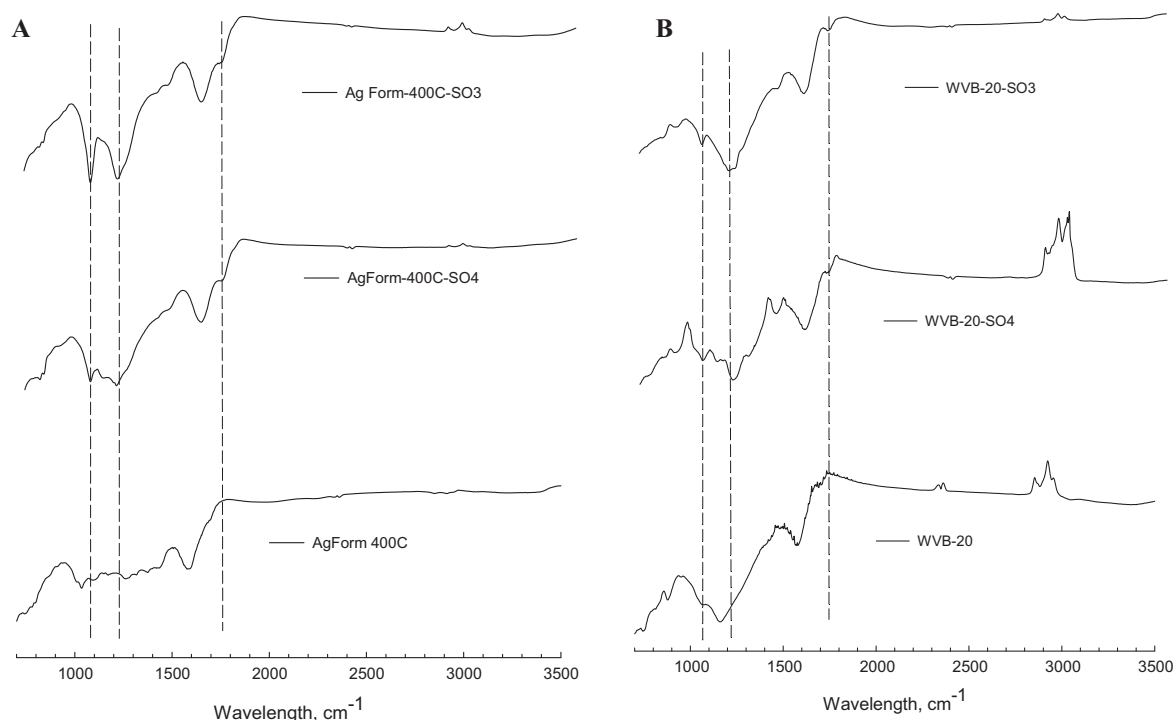 A
Ag Form-400C-SO3
AgForm-400C-SO4
AgForm 400C
1000 1500 2000 2500 3000 3500
Wavelength, cm-1
B
WVB-20-SO3
WVB-20-SO4
WVB-20
1000 1500 2000 2500 3000 3500
Wavelength, cm-1